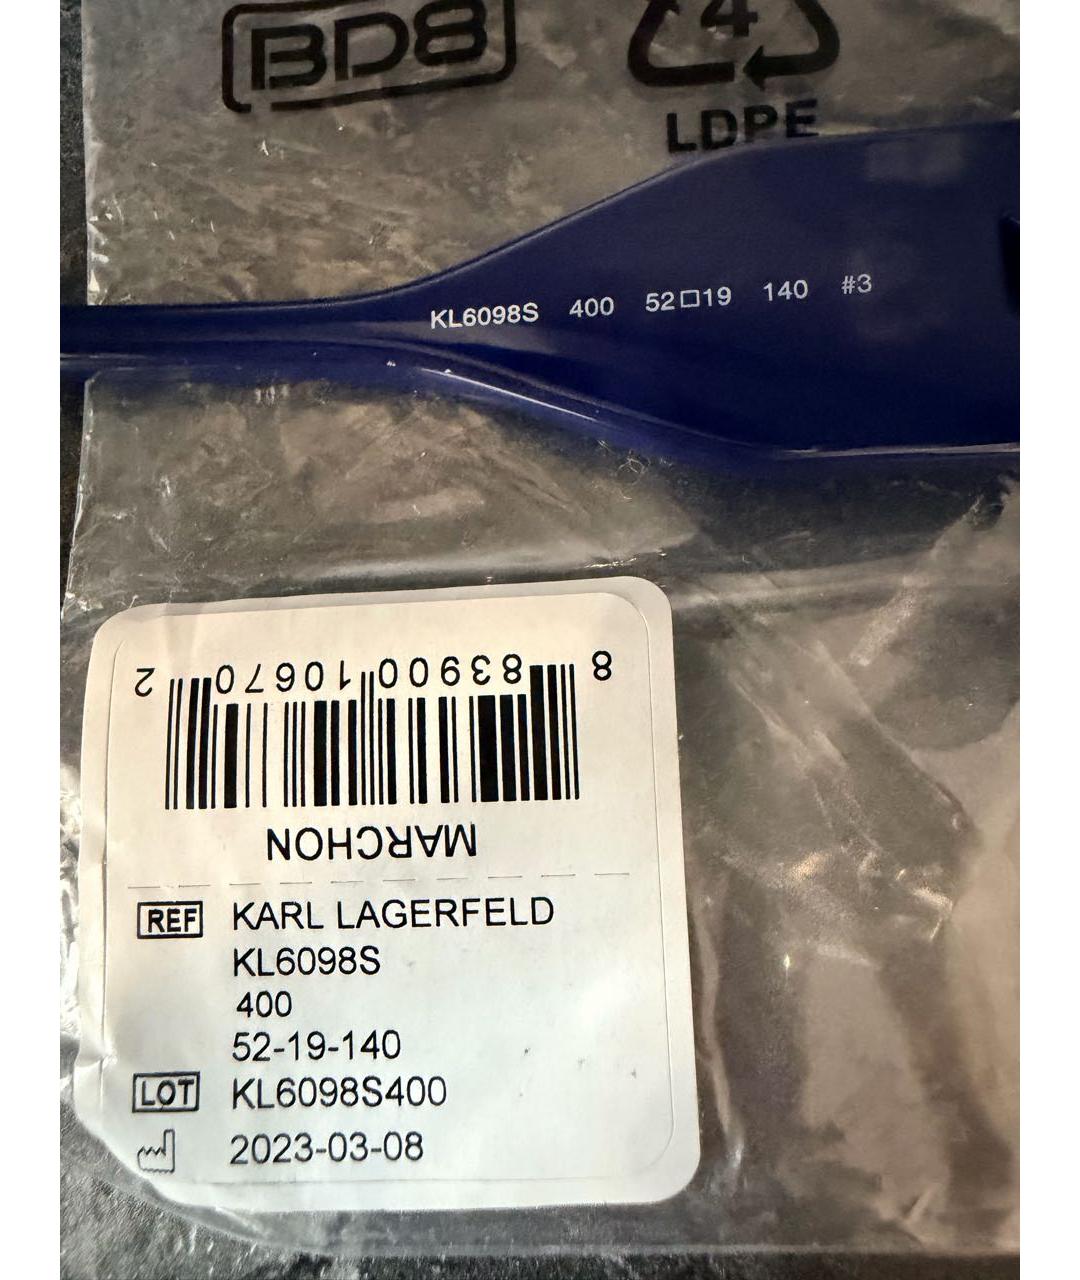 BD8
4
LDPE
KL6098S 400 52□19 140 #3
8 83900 10670 2
MARCHON
REF KARL LAGERFELD
KL6098S
400
52-19-140
LOT KL6098S400
2023-03-08